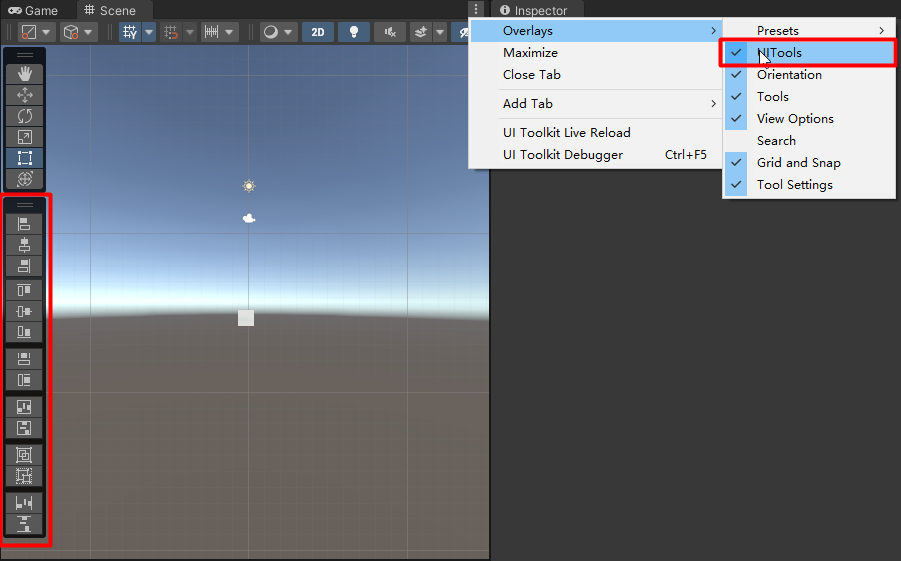 Game
Scene
Inspector
2D
Overlays
Maximize
Close Tab
Add Tab
UI Toolkit Live Reload
UI Toolkit Debugger Ctrl+F5
Presets
UITools
Orientation
Tools
View Options
Search
Grid and Snap
Tool Settings